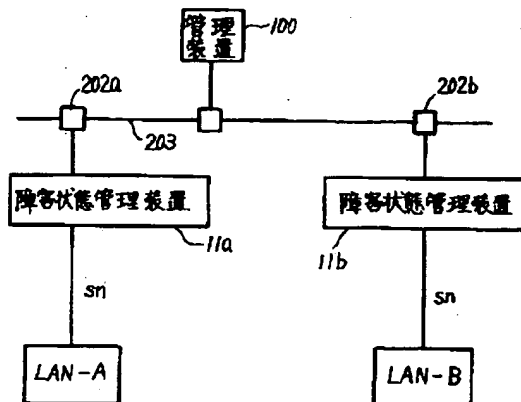 管理
装置
100
202a
202b
203
障害状態管理装置
障害状態管理装置
11a
11b
sn
sn
LAN-A
LAN-B